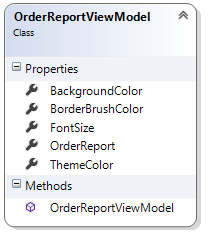 OrderReportViewModel
Class
Properties
BackgroundColor
BorderBrushColor
FontSize
OrderReport
ThemeColor
Methods
OrderReportViewModel